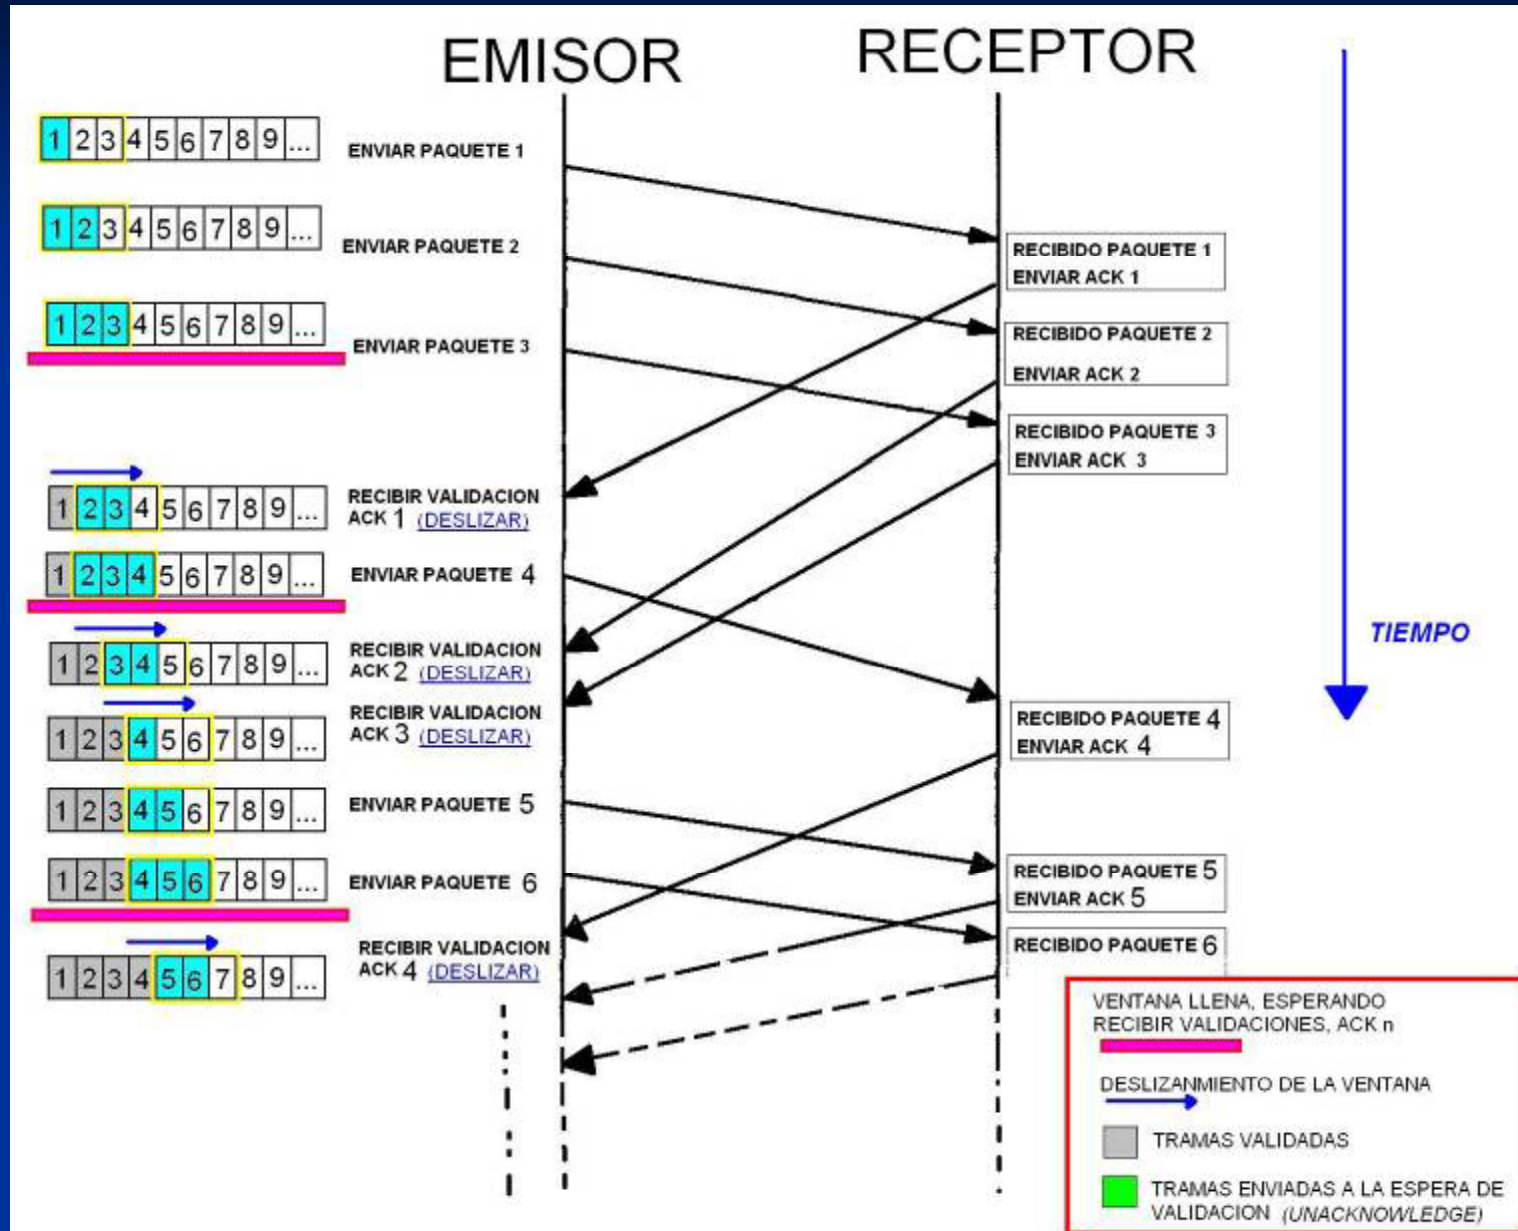 EMISOR
RECEPTOR
1 2 3 4 5 6 7 8 9 ...
ENVIAR PAQUETE 1
1 2 3 4 5 6 7 8 9 ...
ENVIAR PAQUETE 2
RECIBIDO PAQUETE 1
ENVIAR ACK 1
1 2 3 4 5 6 7 8 9 ...
ENVIAR PAQUETE 3
RECIBIDO PAQUETE 2
ENVIAR ACK 2
RECIBIDO PAQUETE 3
ENVIAR ACK 3
1 2 3 4 5 6 7 8 9 ...
RECIBIR VALIDACION
ACK 1 (DESLIZAR)
1 2 3 4 5 6 7 8 9 ...
ENVIAR PAQUETE 4
TIEMPO
1 2 3 4 5 6 7 8 9 ...
RECIBIR VALIDACION
ACK 2 (DESLIZAR)
1 2 3 4 5 6 7 8 9 ...
RECIBIR VALIDACION
ACK 3 (DESLIZAR)
RECIBIDO PAQUETE 4
ENVIAR ACK 4
1 2 3 4 5 6 7 8 9 ...
ENVIAR PAQUETE 5
1 2 3 4 5 6 7 8 9 ...
ENVIAR PAQUETE 6
RECIBIDO PAQUETE 5
ENVIAR ACK 5
RECIBIDO PAQUETE 6
1 2 3 4 5 6 7 8 9 ...
RECIBIR VALIDACION
ACK 4 (DESLIZAR)
VENTANA LLENA, ESPERANDO
RECIBIR VALIDACIONES, ACK n
DESLIZANMIENTO DE LA VENTANA
TRAMAS VALIDADAS
TRAMAS ENVIADAS A LA ESPERA DE
VALIDACION (UNACKNOWLEDGE)